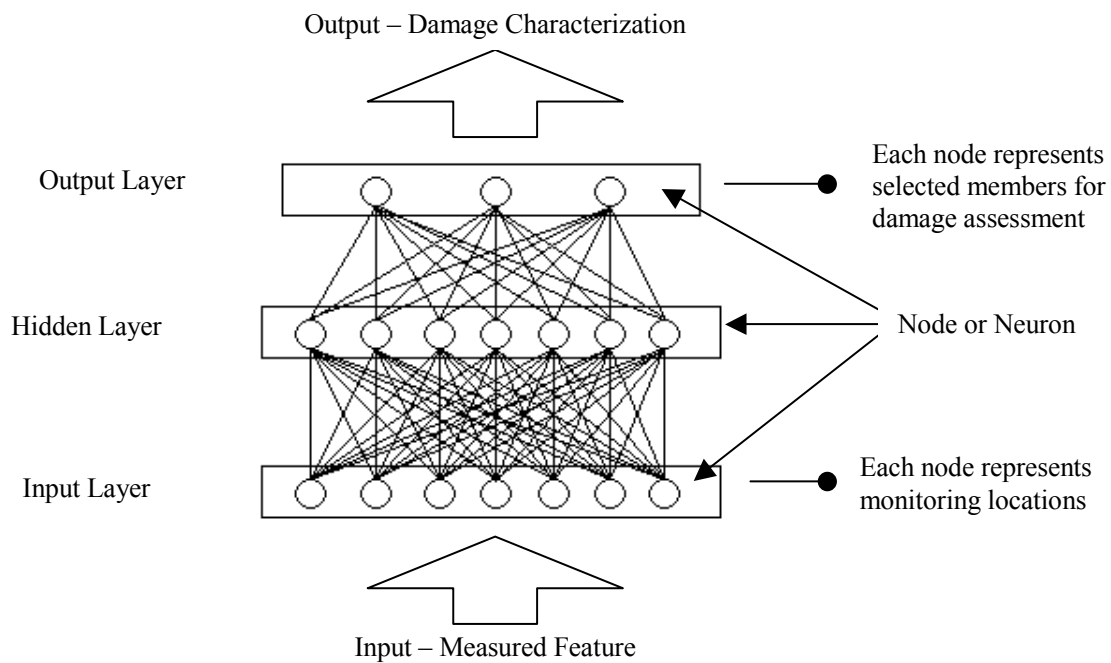 Output – Damage Characterization
Output Layer
Each node represents
selected members for
damage assessment
Hidden Layer
Node or Neuron
Input Layer
Each node represents
monitoring locations
Input – Measured Feature